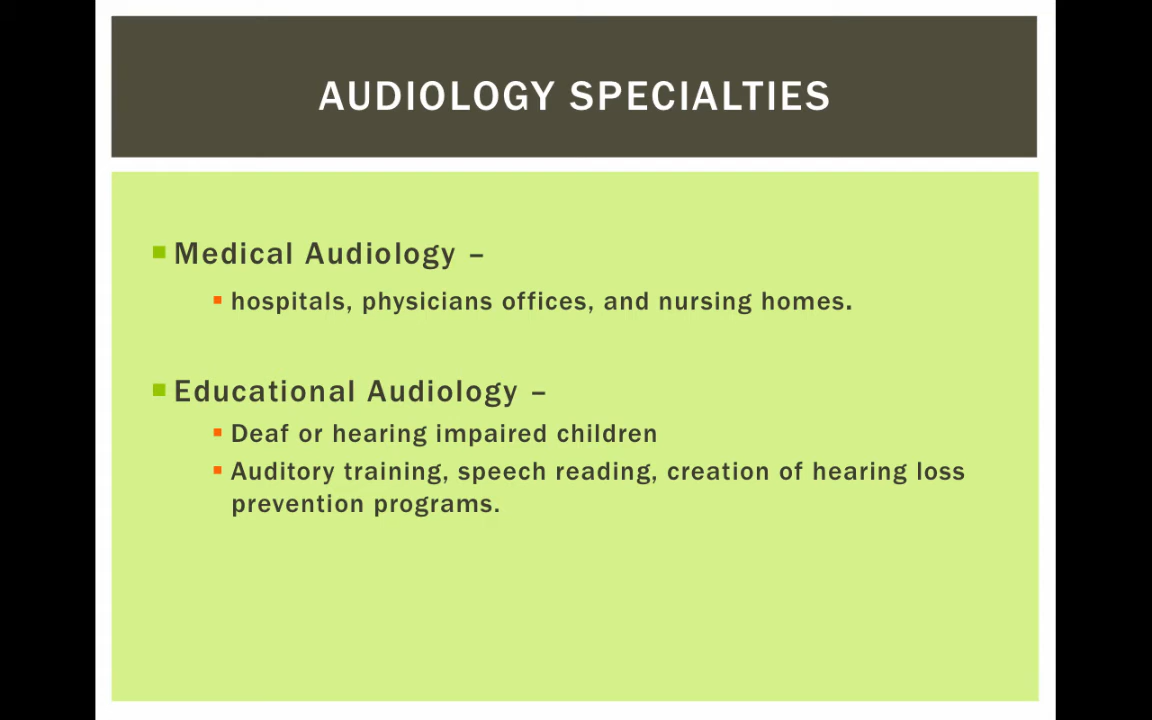 AUDIOLOGY SPECIALTIES
Medical Audiology –
hospitals, physicians offices, and nursing homes.
Educational Audiology –
Deaf or hearing impaired children
Auditory training, speech reading, creation of hearing loss
prevention programs.